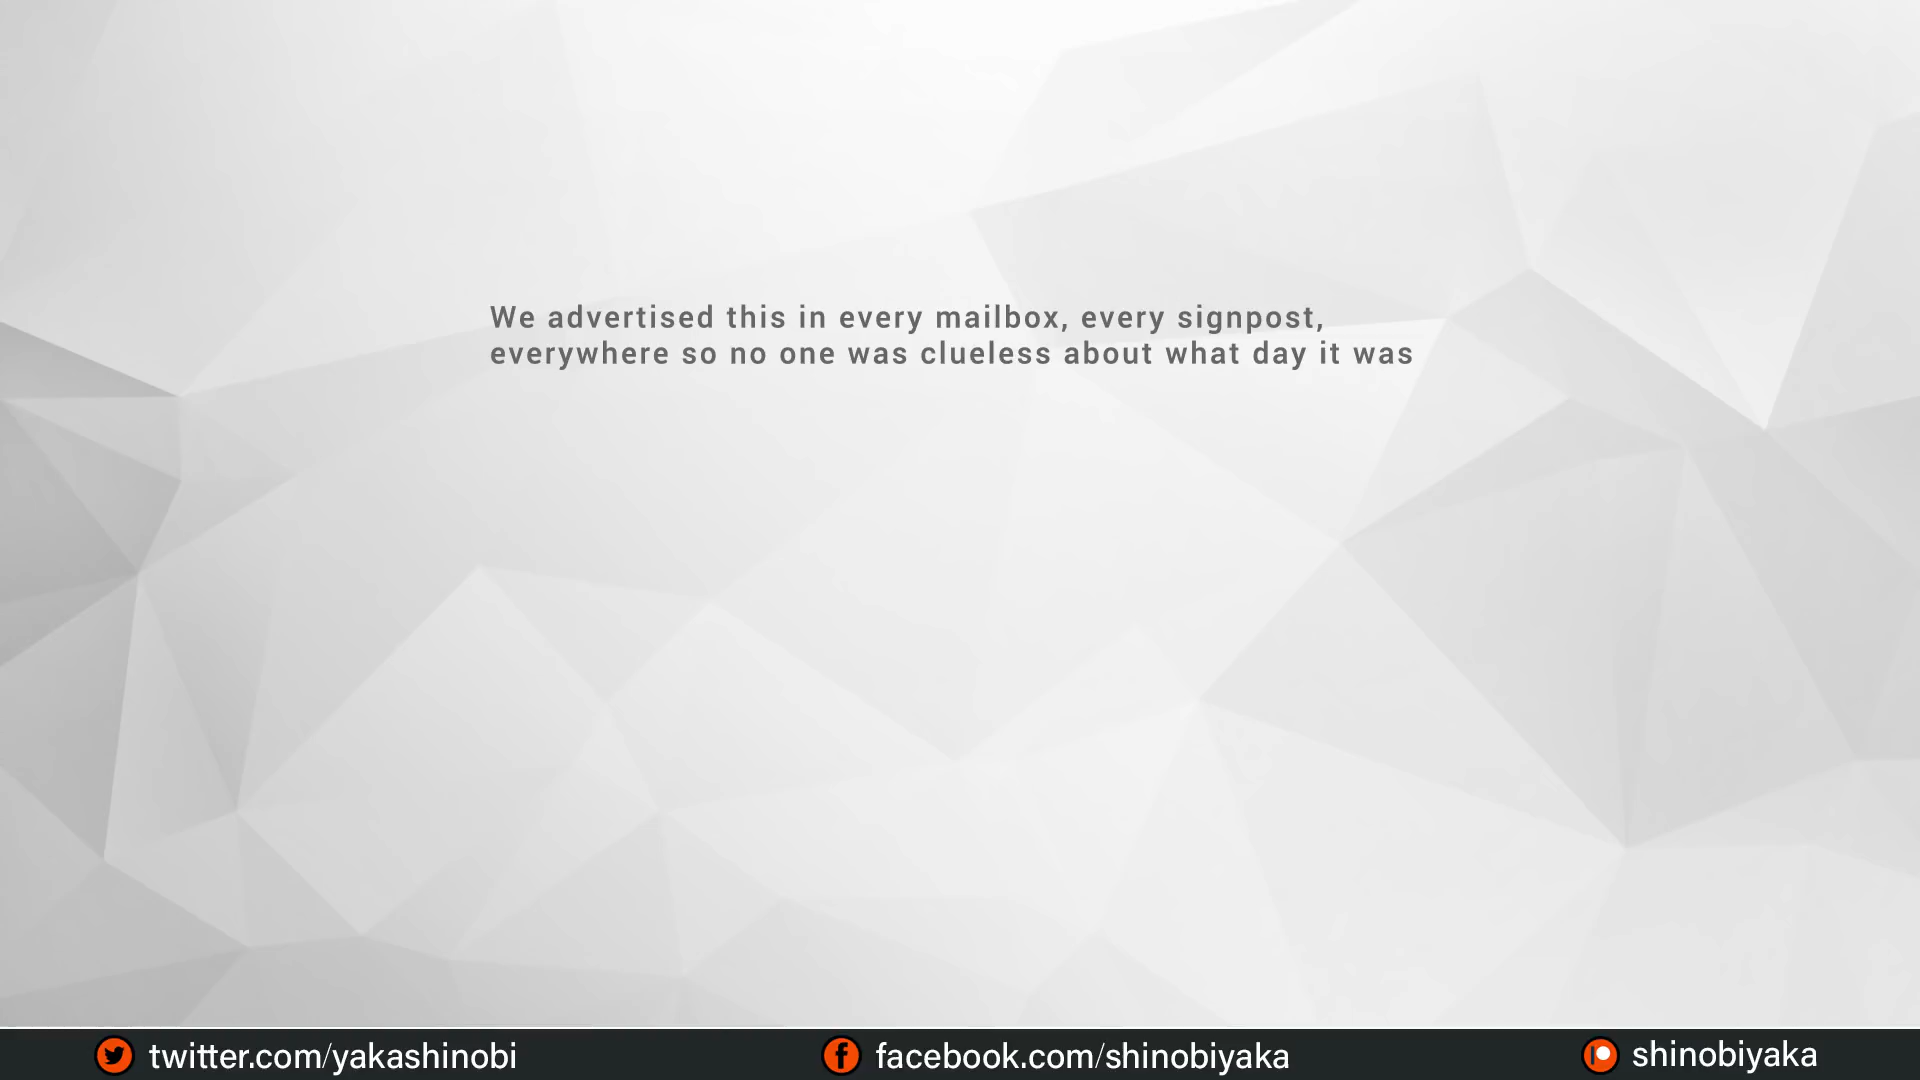 We advertised this in every mailbox, every signpost,
everywhere so no one was clueless about what day it was
twitter.com/yakashinobi
facebook.com/shinobiyaka
shinobiyaka